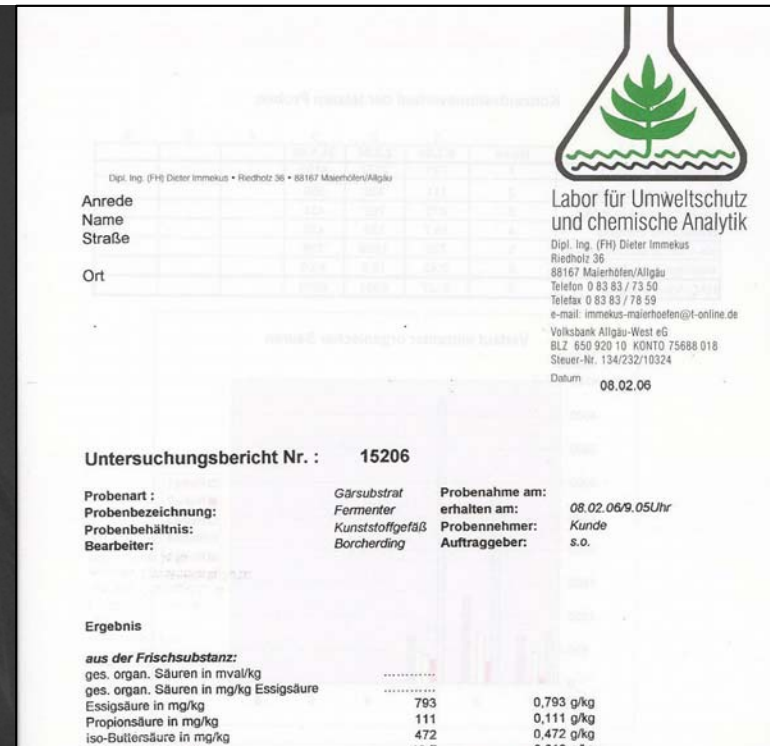 Dipl. Ing. (FH) Dieter Immekus • Riedholz 36 • 88167 Maierhöfen/Allgäu
Anrede
Name
Straße
Ort
Labor für Umweltschutz
und chemische Analytik
Dipl. Ing. (FH) Dieter Immekus
Riedholz 36
88167 Maierhöfen/Allgäu
Telefon 0 83 83 / 73 50
Telefax 0 83 83 / 78 59
e-mail: immekus-maierhoefen@t-online.de
Volksbank Allgäu-West eG
BLZ 650 920 10 KONTO 75688 018
Steuer-Nr. 134/232/10324
Datum 08.02.06
Untersuchungsbericht Nr. : 15206
Probenart : Gärsubstrat Probenahme am:
Probenbezeichnung: Fermenter erhalten am: 08.02.06/9.05Uhr
Probenbehältnis: Kunststoffgefäß Probennehmer: Kunde
Bearbeiter: Borcherding Auftraggeber: s.o.
Ergebnis
aus der Frischsubstanz:
ges. organ. Säuren in mval/kg ............
ges. organ. Säuren in mg/kg Essigsäure ............
Essigsäure in mg/kg 793 0,793 g/kg
Propionsäure in mg/kg 111 0,111 g/kg
iso-Buttersäure in mg/kg 472 0,472 g/kg